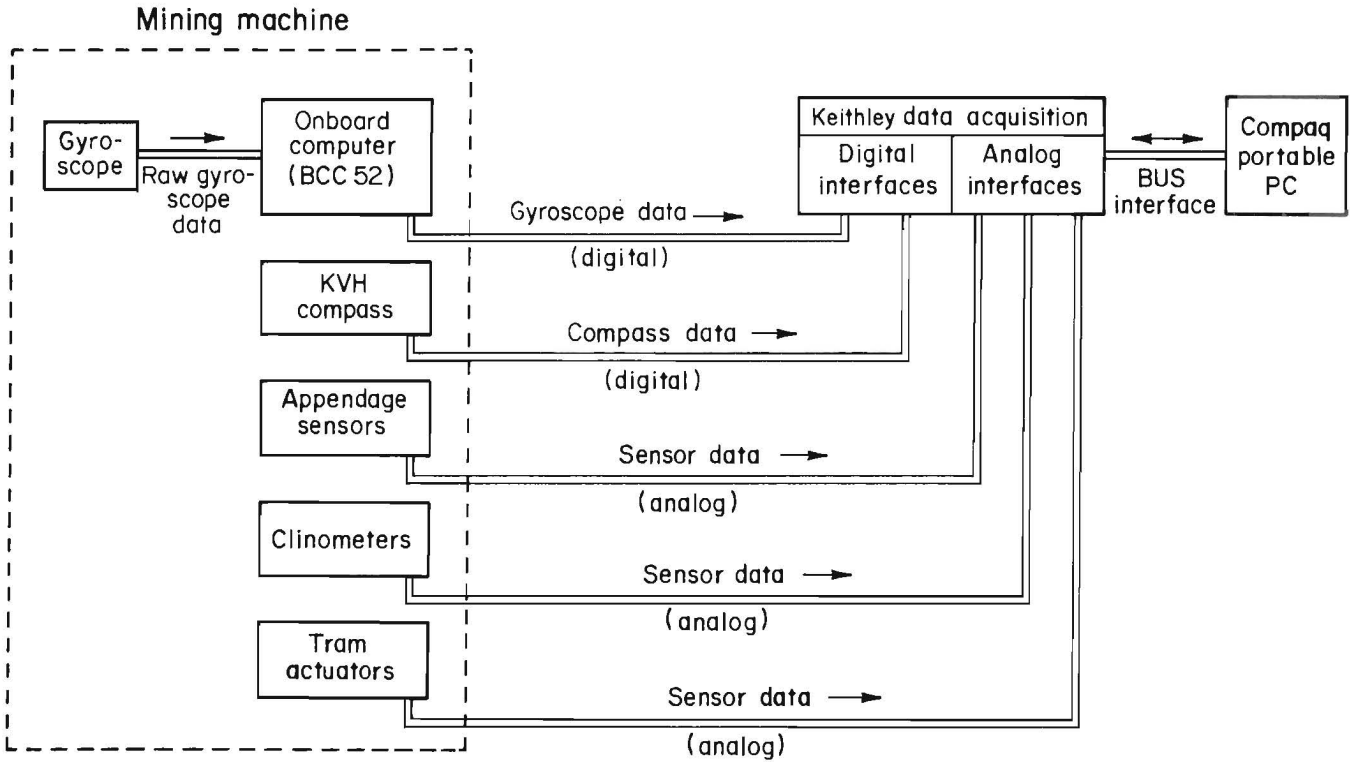 Mining machine
Gyro-
scope
Raw gyro-
scope
data
Onboard
computer
(BCC 52)
Gyroscope data
(digital)
KVH
compass
Compass data
(digital)
Appendage
sensors
Sensor data
(analog)
Clinometers
Sensor data
(analog)
Tram
actuators
Sensor data
(analog)
Keithley data acquisition
Digital
interfaces
Analog
interfaces
BUS
interface
Compaq
portable
PC